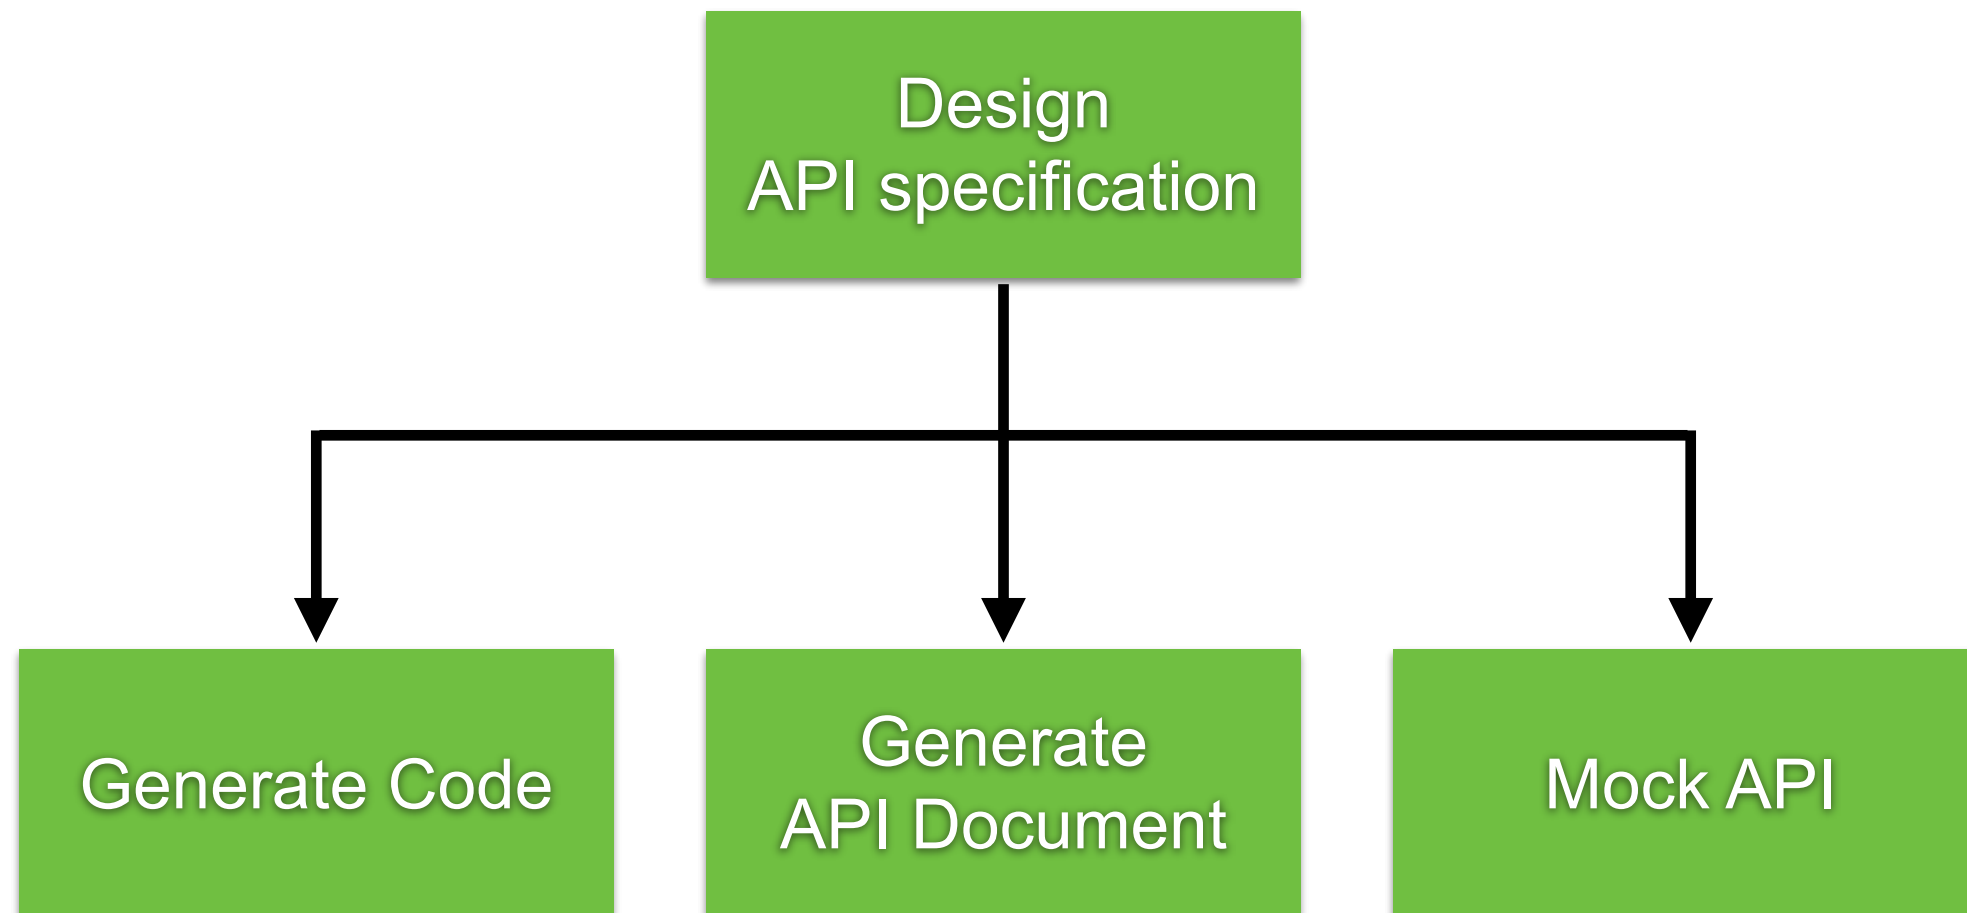 Design
API specification
Generate Code
Generate
API Document
Mock API